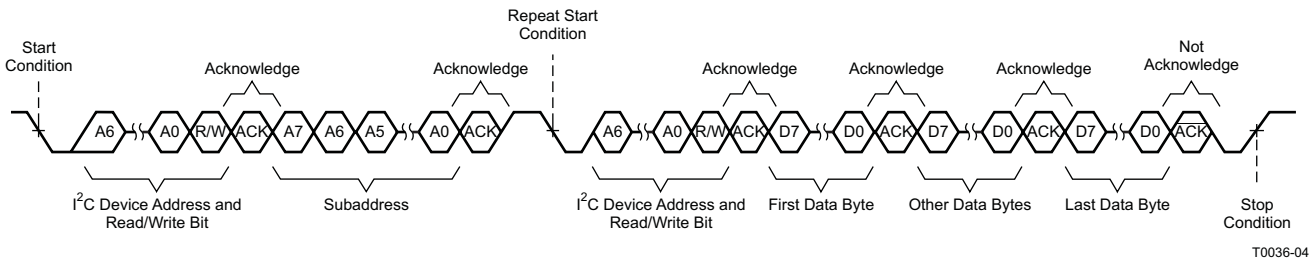 Repeat Start
Condition
Start
Condition
Not
Acknowledge
Acknowledge
Acknowledge
Acknowledge
Acknowledge
Acknowledge
A6 A0 R/W ACK A7 A6 A5 A0 ACK A6 A0 R/W ACK D7 D0 ACK D7 D0 ACK D7 D0 ACK
I²C Device Address and
Read/Write Bit
Subaddress
I²C Device Address and
Read/Write Bit
First Data Byte
Other Data Bytes
Last Data Byte
Stop
Condition
T0036-04